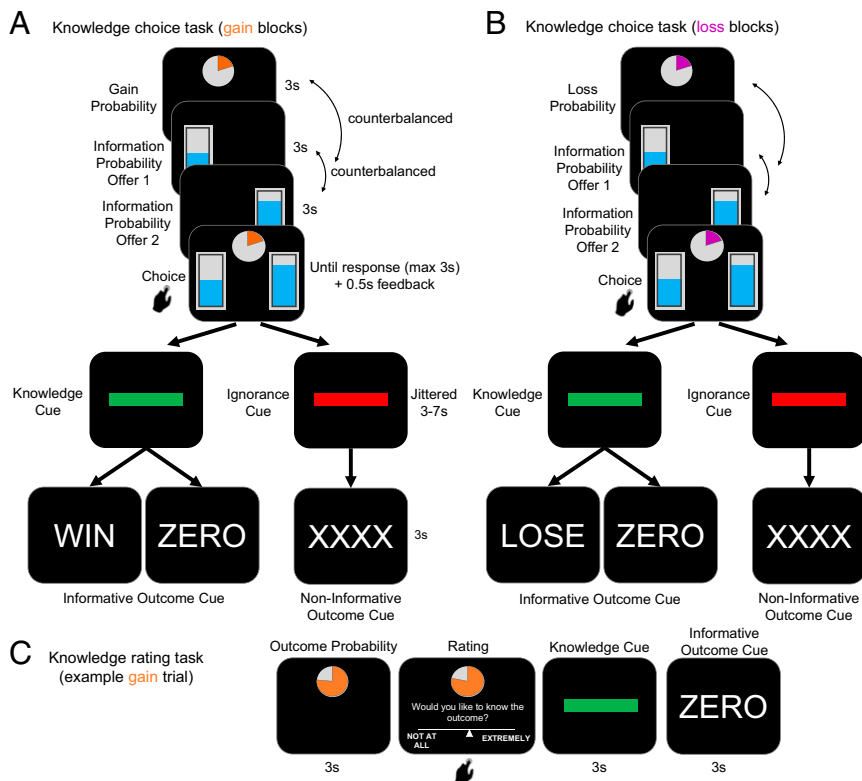 A
Knowledge choice task (gain blocks)
Gain
Probability
3s
counterbalanced
Information
Probability
Offer 1
3s
counterbalanced
Information
Probability
Offer 2
3s
Choice
Until response (max 3s)
+ 0.5s feedback
Knowledge
Cue
Ignorance
Cue
Jittered
3-7s
WIN
ZERO
XXXX
3s
Informative Outcome Cue
Non-Informative
Outcome Cue
B
Knowledge choice task (loss blocks)
Loss
Probability
Information
Probability
Offer 1
Information
Probability
Offer 2
Choice
Knowledge
Cue
Ignorance
Cue
LOSE
ZERO
XXXX
Informative Outcome Cue
Non-Informative
Outcome Cue
C
Knowledge rating task
(example gain trial)
Outcome Probability
3s
Rating
Would you like to know the
outcome?
NOT AT
ALL
EXTREMELY
Knowledge Cue
3s
Informative
Outcome Cue
ZERO
3s